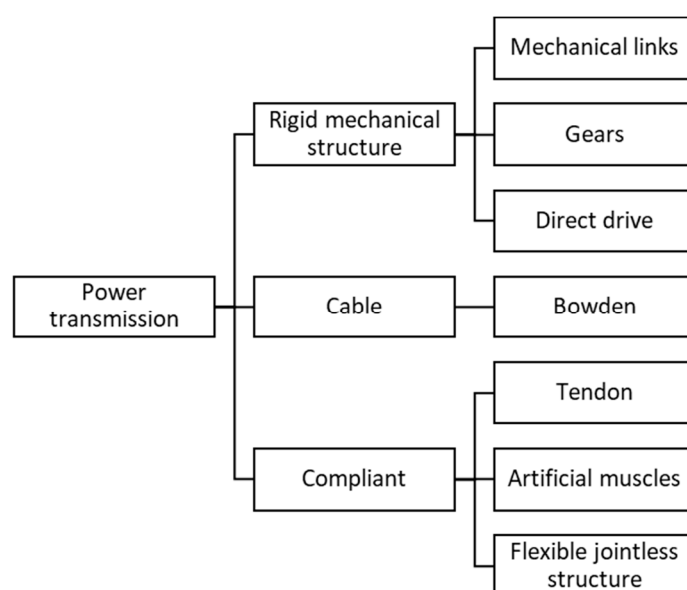 Mechanical links
Rigid mechanical
structure
Gears
Direct drive
Power
transmission
Cable
Bowden
Tendon
Compliant
Artificial muscles
Flexible jointless
structure